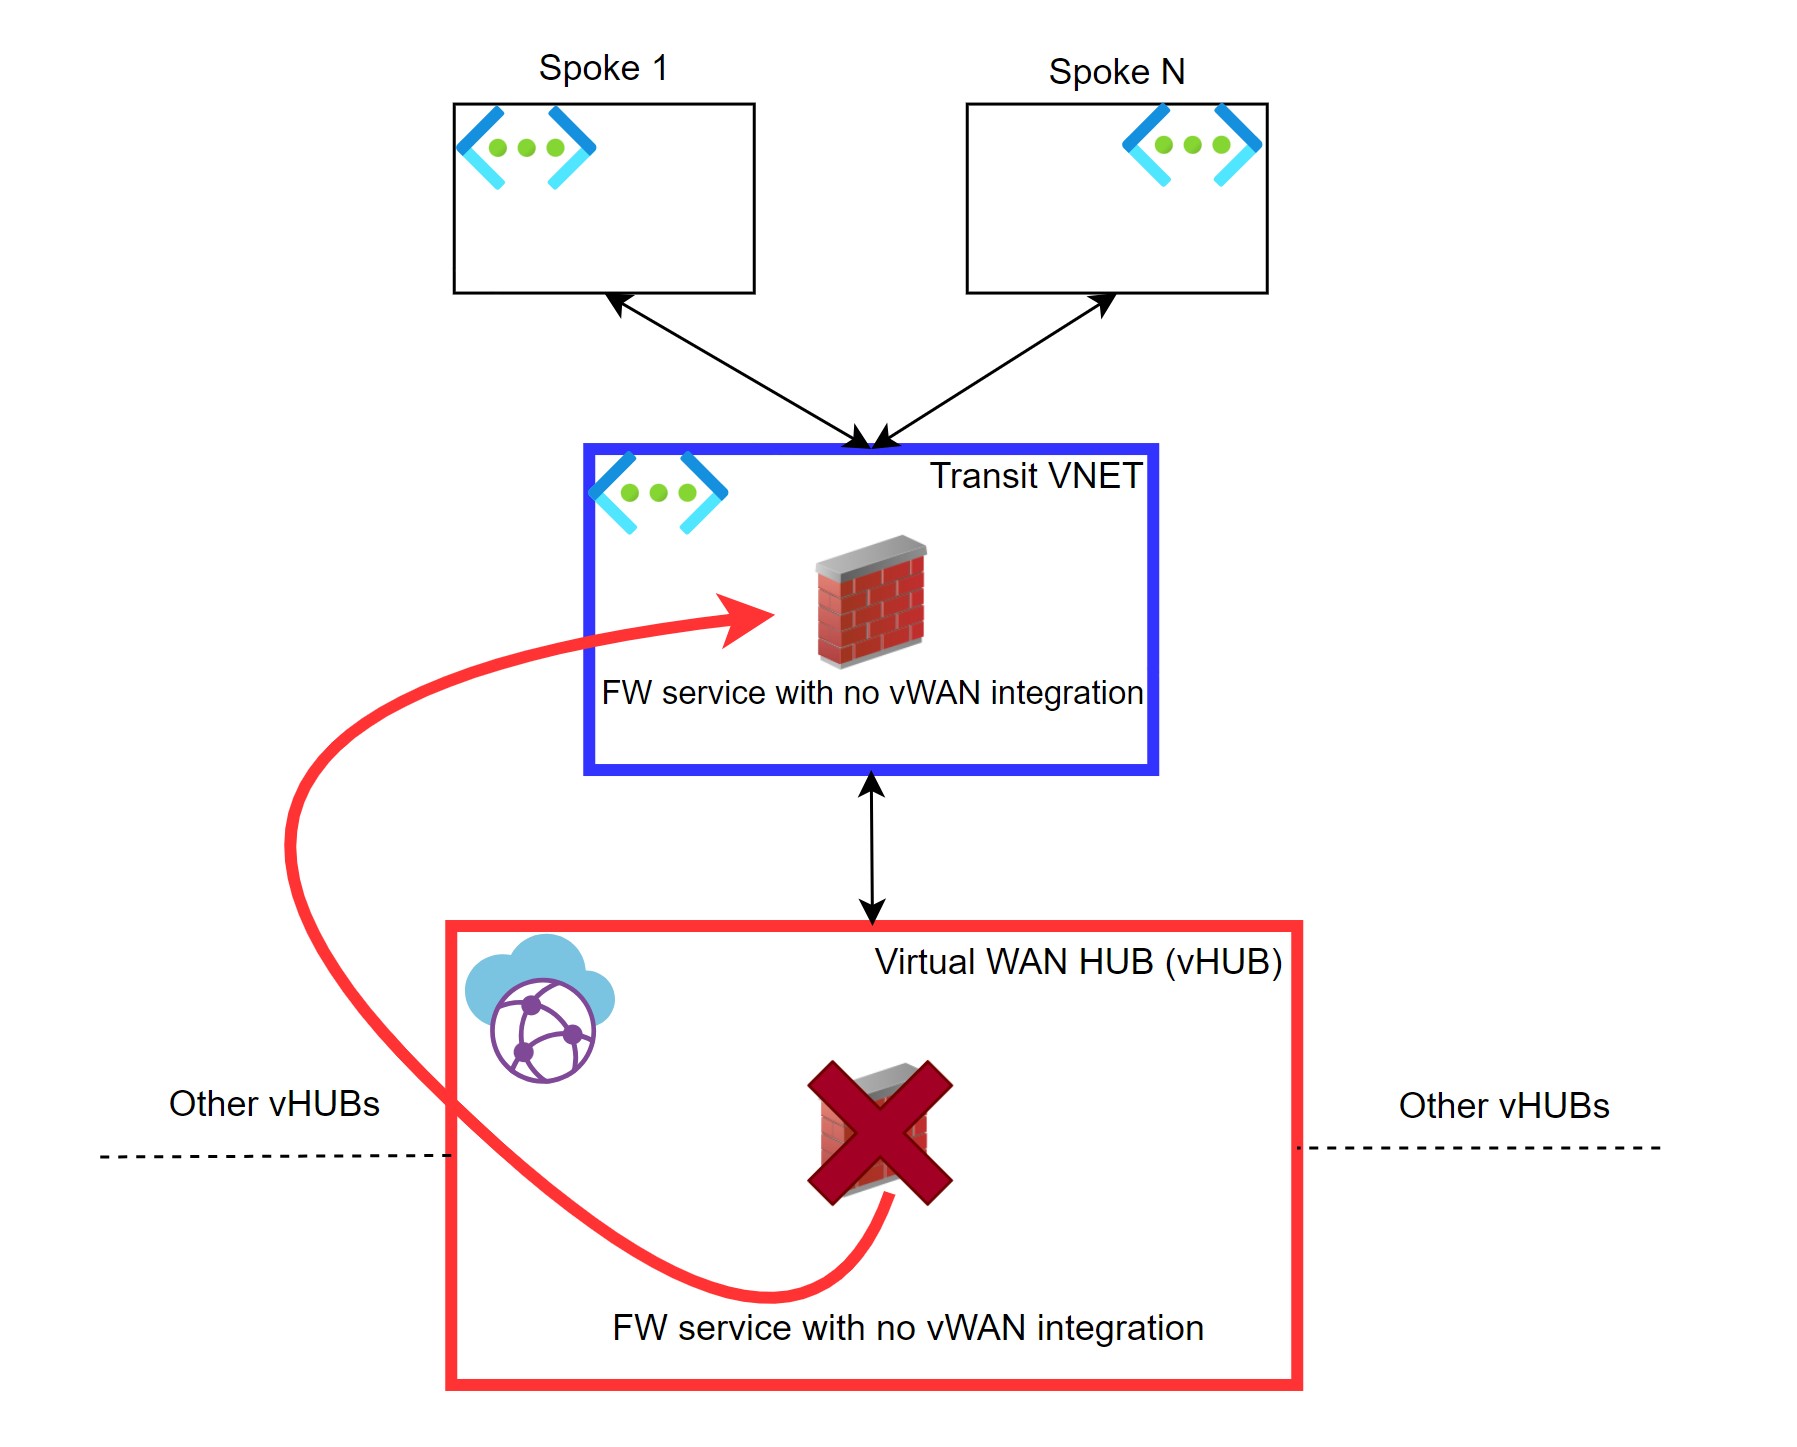 Spoke 1
Spoke N
Transit VNET
FW service with no vWAN integration
Virtual WAN HUB (vHUB)
Other vHUBs
Other vHUBs
FW service with no vWAN integration